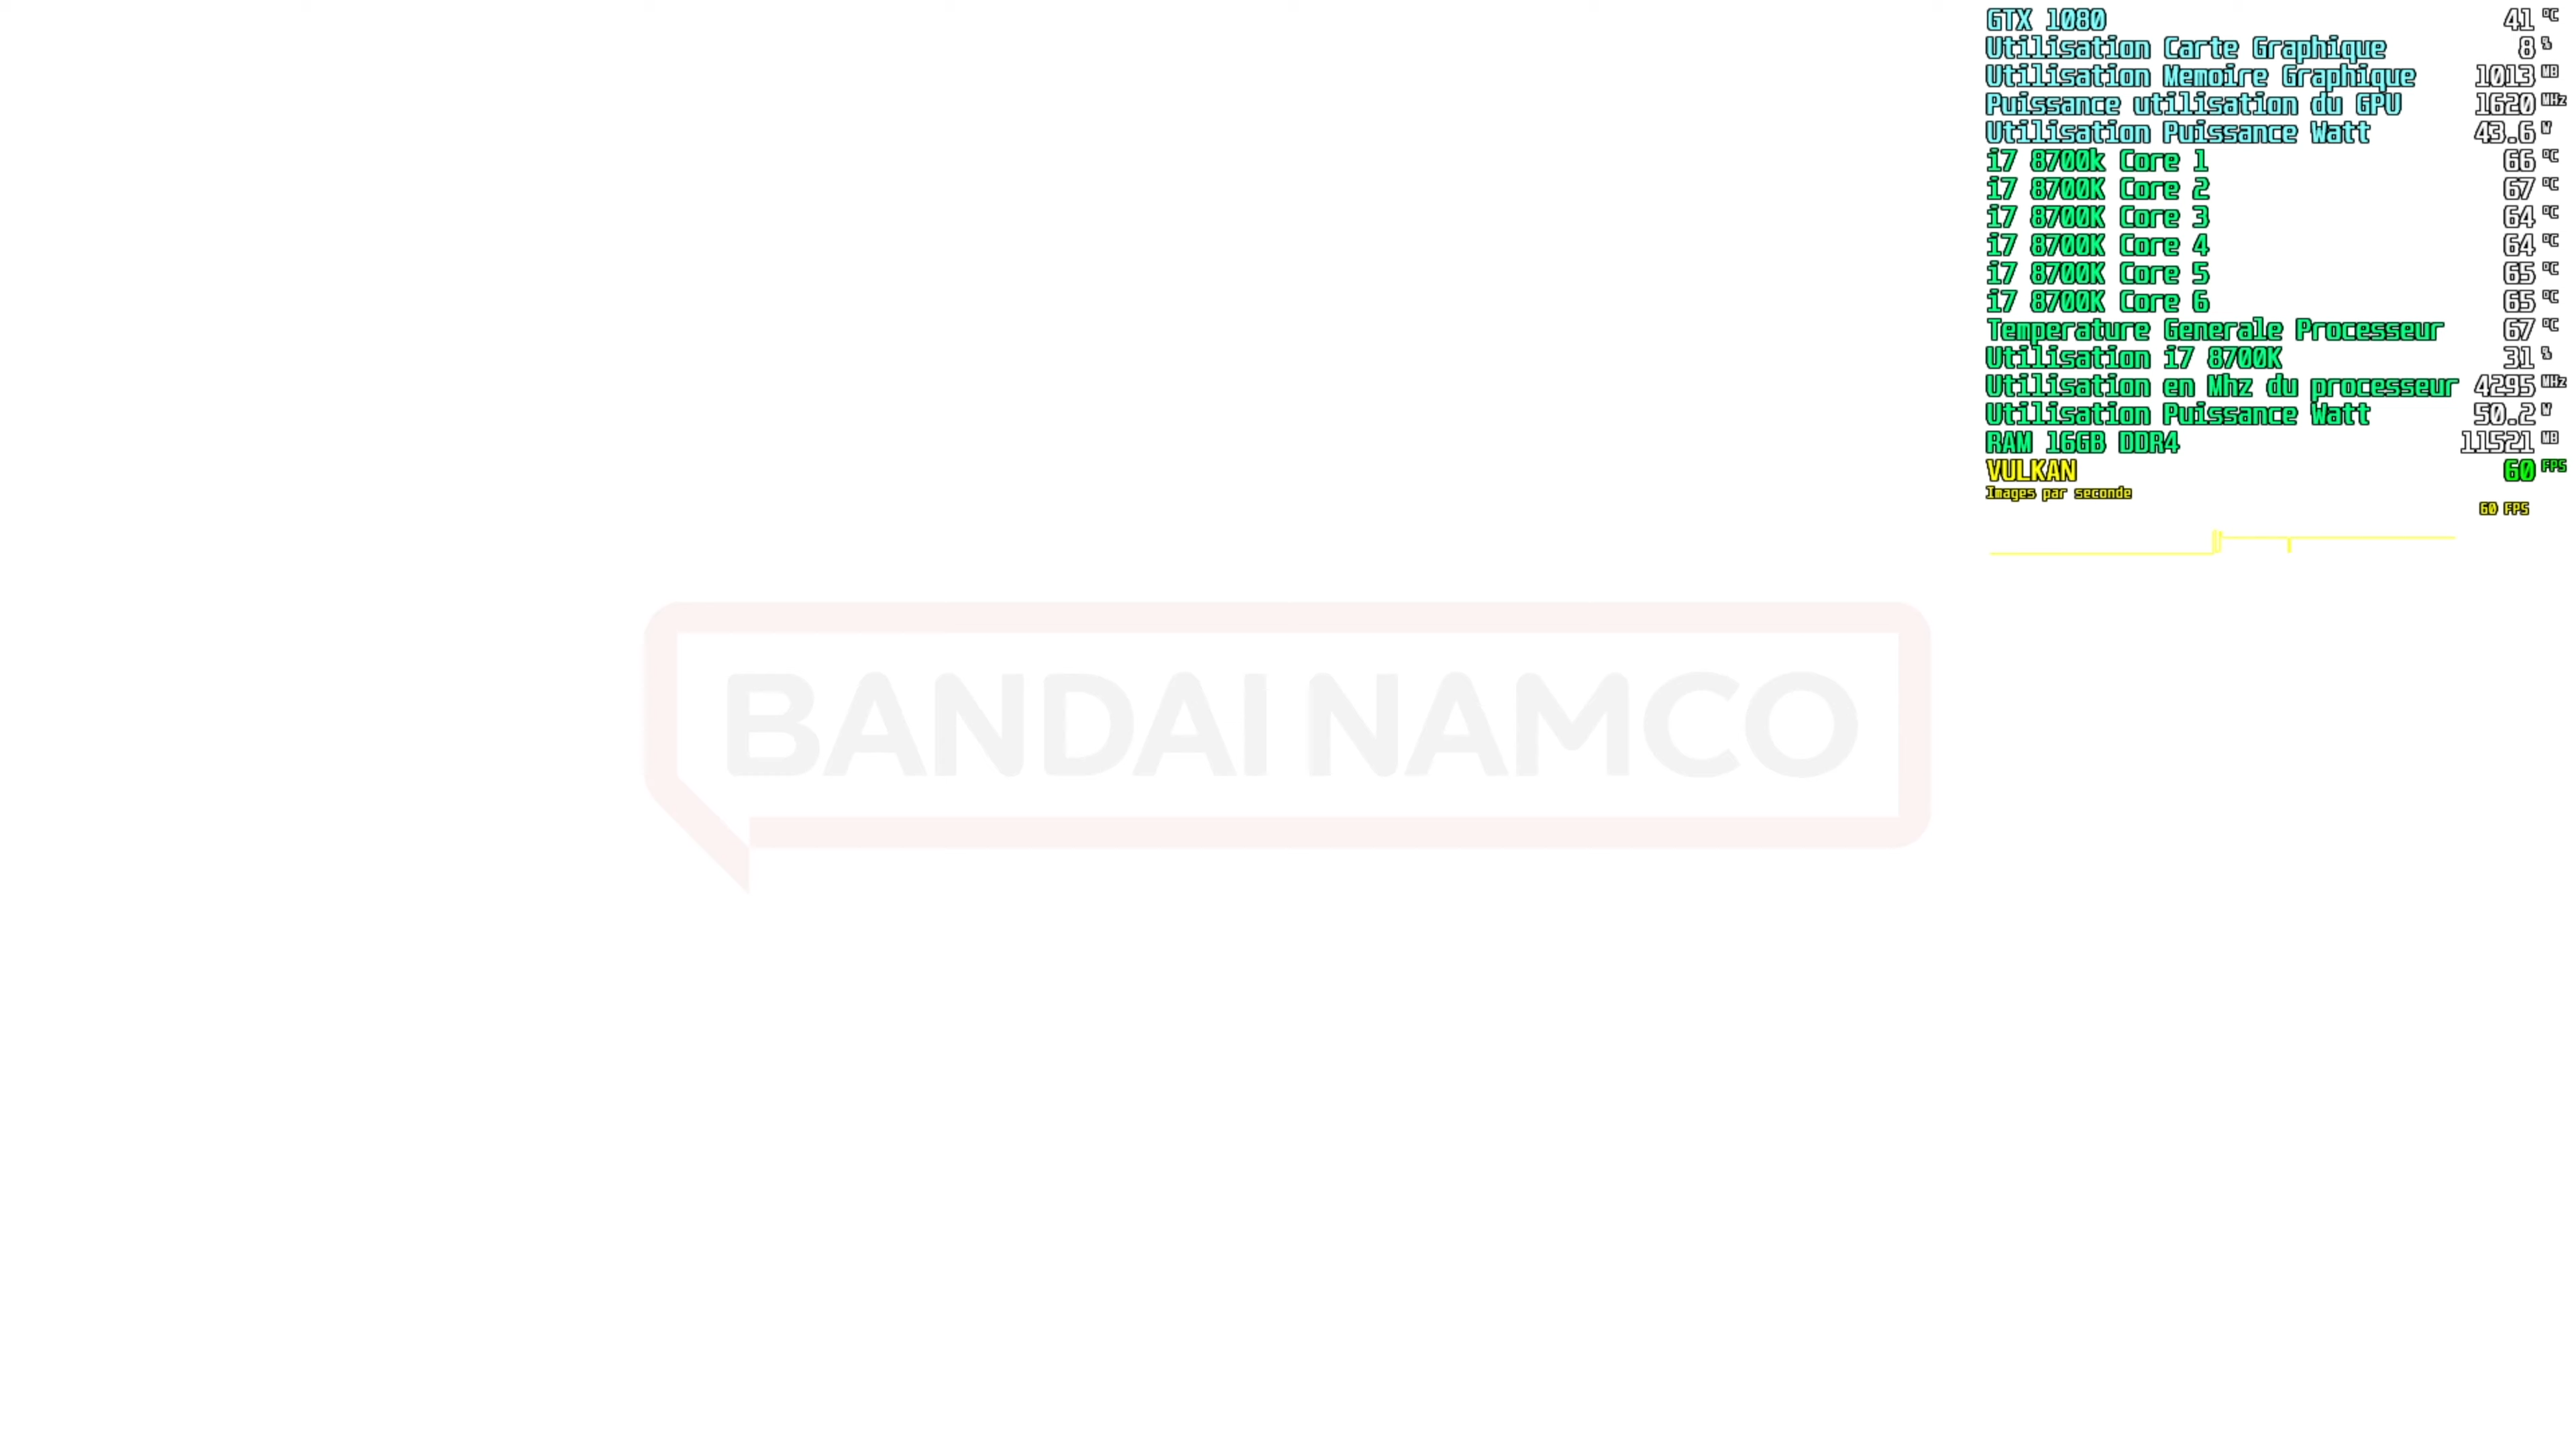 GTX 1080 41 °C
Utilisation Carte Graphique 8 %
Utilisation Memoire Graphique 1013 MB
Puissance utilisation du GPU 1620 MHz
Utilisation Puissance Watt 43.6 W
i7 8700k Core 1 66 °C
i7 8700K Core 2 67 °C
i7 8700K Core 3 64 °C
i7 8700K Core 4 64 °C
i7 8700K Core 5 65 °C
i7 8700K Core 6 65 °C
Temperature Generale Processeur 67 °C
Utilisation i7 8700K 31 %
Utilisation en Mhz du processeur 4295 MHz
Utilisation Puissance Watt 50.2 W
RAM 16GB DDR4 11521 MB
VULKAN 60 FPS
Images par seconde
60 FPS
BANDAI NAMCO